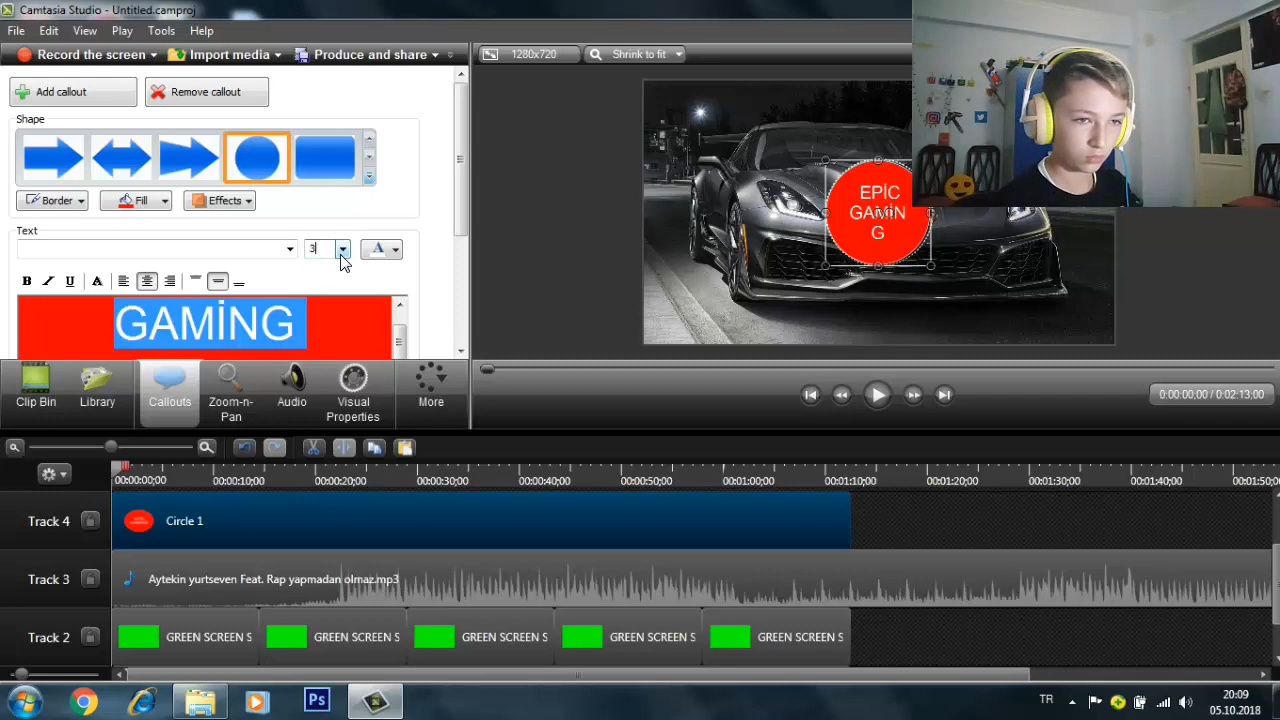 Camtasia Studio - Untitled.camproj
File Edit View Play Tools Help
Record the screen Import media Produce and share 1280x720 Shrink to fit
Add callout Remove callout
Shape
Border Fill Effects
Text
3
A
B I U A
GAMİNG
EPİC
GAMİN
G
Clip Bin Library Callouts Zoom-n-Pan Audio Visual Properties More
0:00:00;00 / 0:02:13;00
00:00:00;00 00:00:10;00 00:00:20;00 00:00:30;00 00:00:40;00 00:00:50;00 00:01:00;00 00:01:10;00 00:01:20;00 00:01:30;00 00:01:40;00 00:01:50;00
Track 4 Circle 1
Track 3 Aytekin yurtseven Feat. Rap yapmadan olmaz.mp3
Track 2 GREEN SCREEN S GREEN SCREEN S GREEN SCREEN S GREEN SCREEN S GREEN SCREEN S
Ps
TR
20:09
05.10.2018